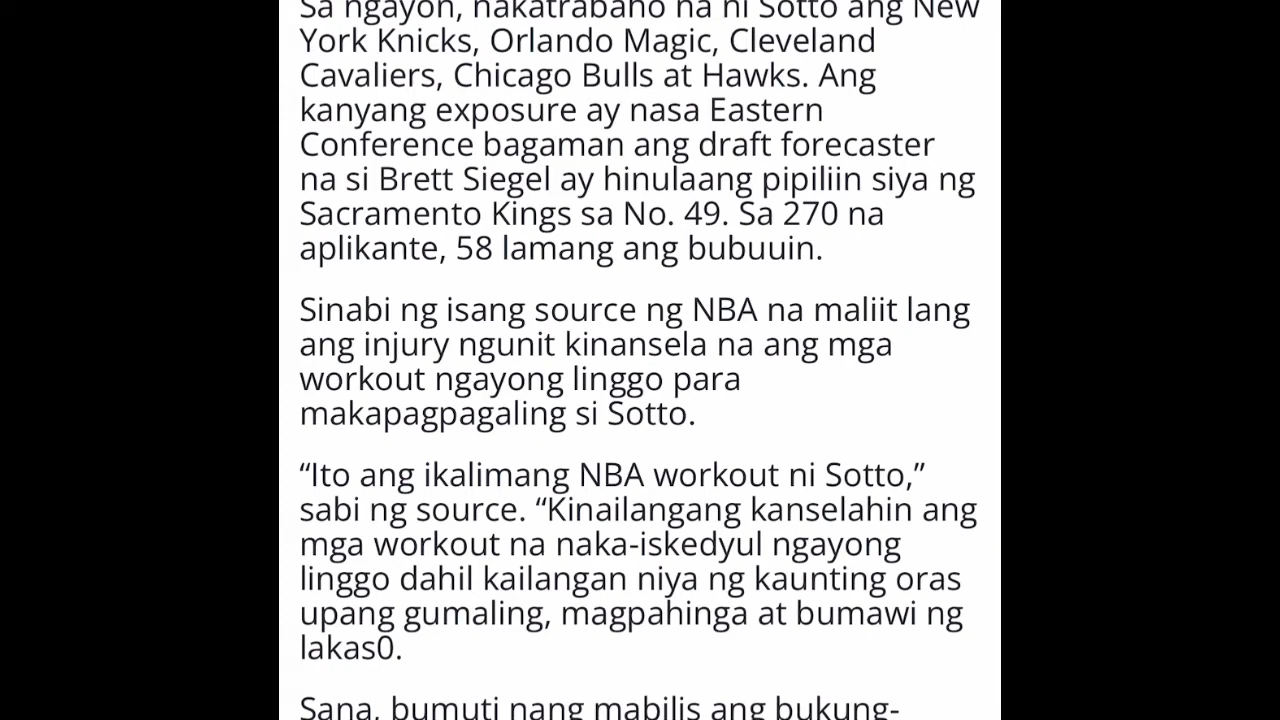 Sa ngayon, nakatrabaho na ni Sotto ang New
York Knicks, Orlando Magic, Cleveland
Cavaliers, Chicago Bulls at Hawks. Ang
kanyang exposure ay nasa Eastern
Conference bagaman ang draft forecaster
na si Brett Siegel ay hinulaang pipiliin siya ng
Sacramento Kings sa No. 49. Sa 270 na
aplikante, 58 lamang ang bubuuin.
Sinabi ng isang source ng NBA na maliit lang
ang injury ngunit kinansela na ang mga
workout ngayong linggo para
makapagpagaling si Sotto.
“Ito ang ikalimang NBA workout ni Sotto,”
sabi ng source. “Kinailangang kanselahin ang
mga workout na naka-iskedyul ngayong
linggo dahil kailangan niya ng kaunting oras
upang gumaling, magpahinga at bumawi ng
lakas0.
Sana, bumuti nang mabilis ang bukung-